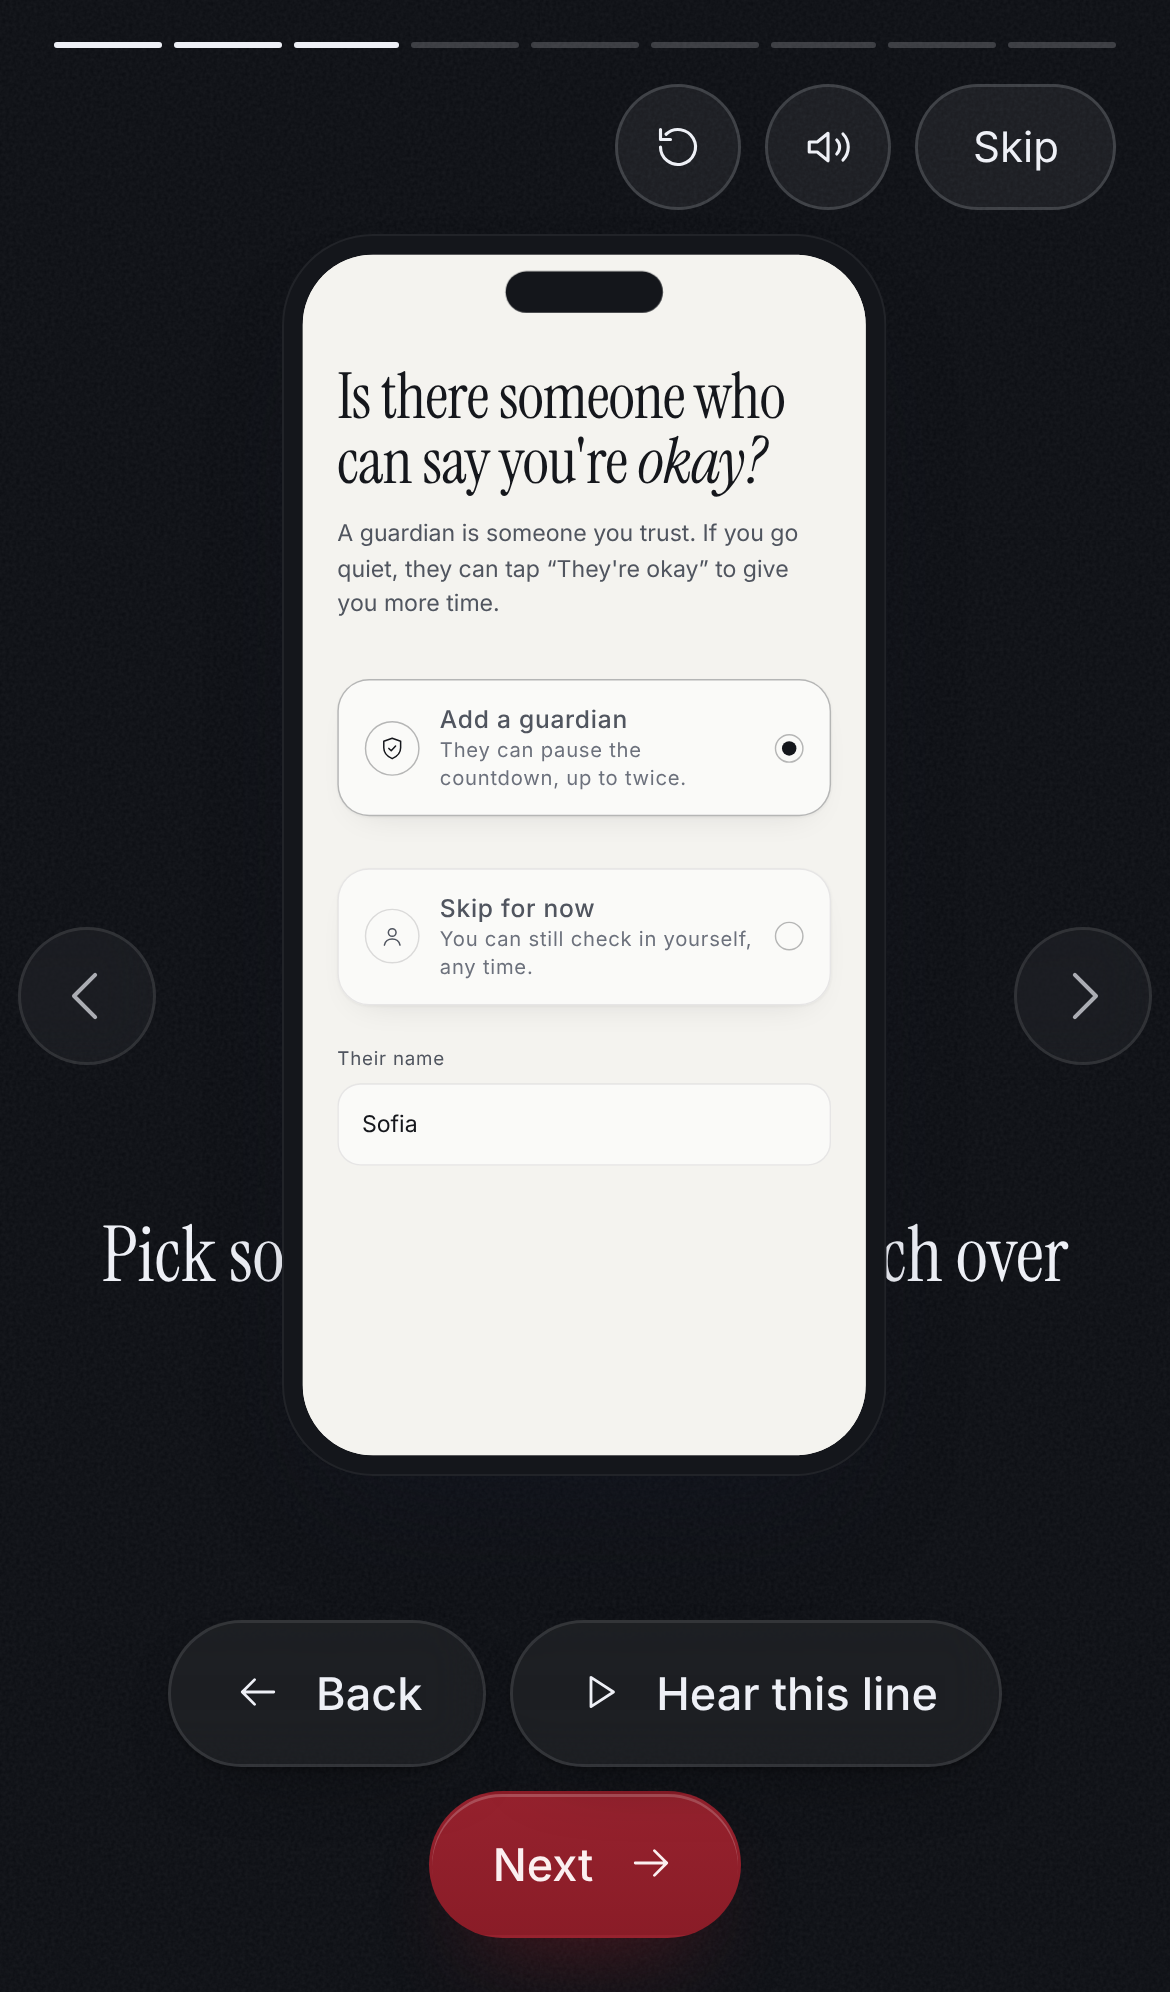 Skip
Is there someone who
can say you're okay?
A guardian is someone you trust. If you go
quiet, they can tap “They're okay” to give
you more time.
Add a guardian
They can pause the
countdown, up to twice.
Skip for now
You can still check in yourself,
any time.
Their name
Sofia
Pick over
Back
Hear this line
Next